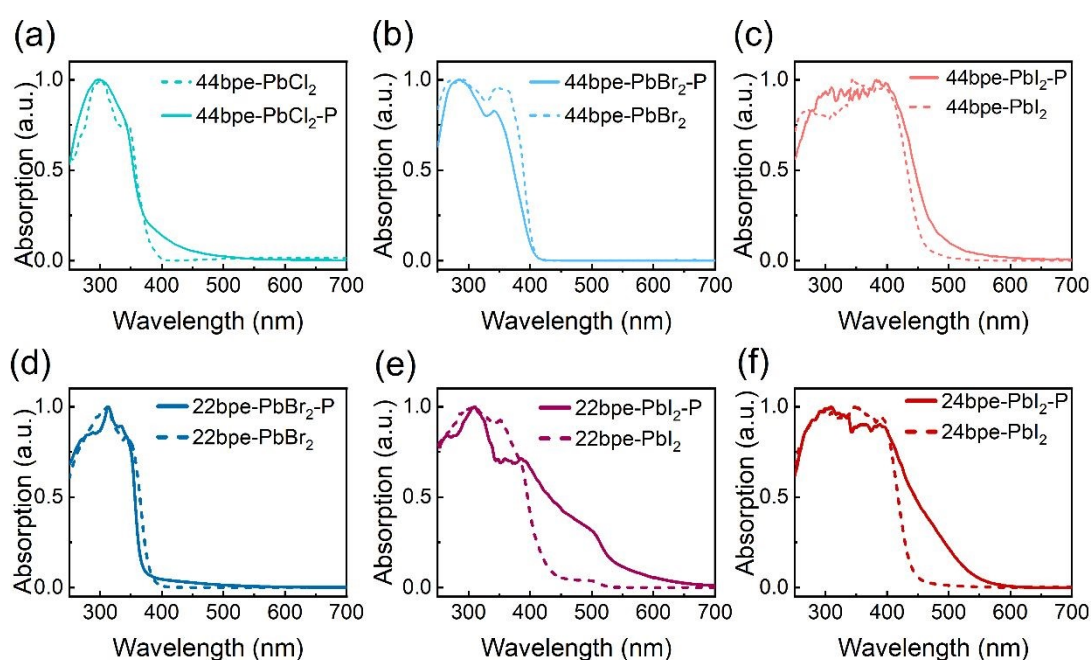 (a)
44bpe-PbCl₂
44bpe-PbCl₂-P
1.0
0.5
0.0
Absorption (a.u.)
300 400 500 600 700
Wavelength (nm)
(b)
44bpe-PbBr₂-P
44bpe-PbBr₂
1.0
0.5
0.0
Absorption (a.u.)
300 400 500 600 700
Wavelength (nm)
(c)
44bpe-PbI₂-P
44bpe-PbI₂
1.0
0.5
0.0
Absorption (a.u.)
300 400 500 600 700
Wavelength (nm)
(d)
22bpe-PbBr₂-P
22bpe-PbBr₂
1.0
0.5
0.0
Absorption (a.u.)
300 400 500 600 700
Wavelength (nm)
(e)
22bpe-PbI₂-P
22bpe-PbI₂
1.0
0.5
0.0
Absorption (a.u.)
300 400 500 600 700
Wavelength (nm)
(f)
24bpe-PbI₂-P
24bpe-PbI₂
1.0
0.5
0.0
Absorption (a.u.)
300 400 500 600 700
Wavelength (nm)